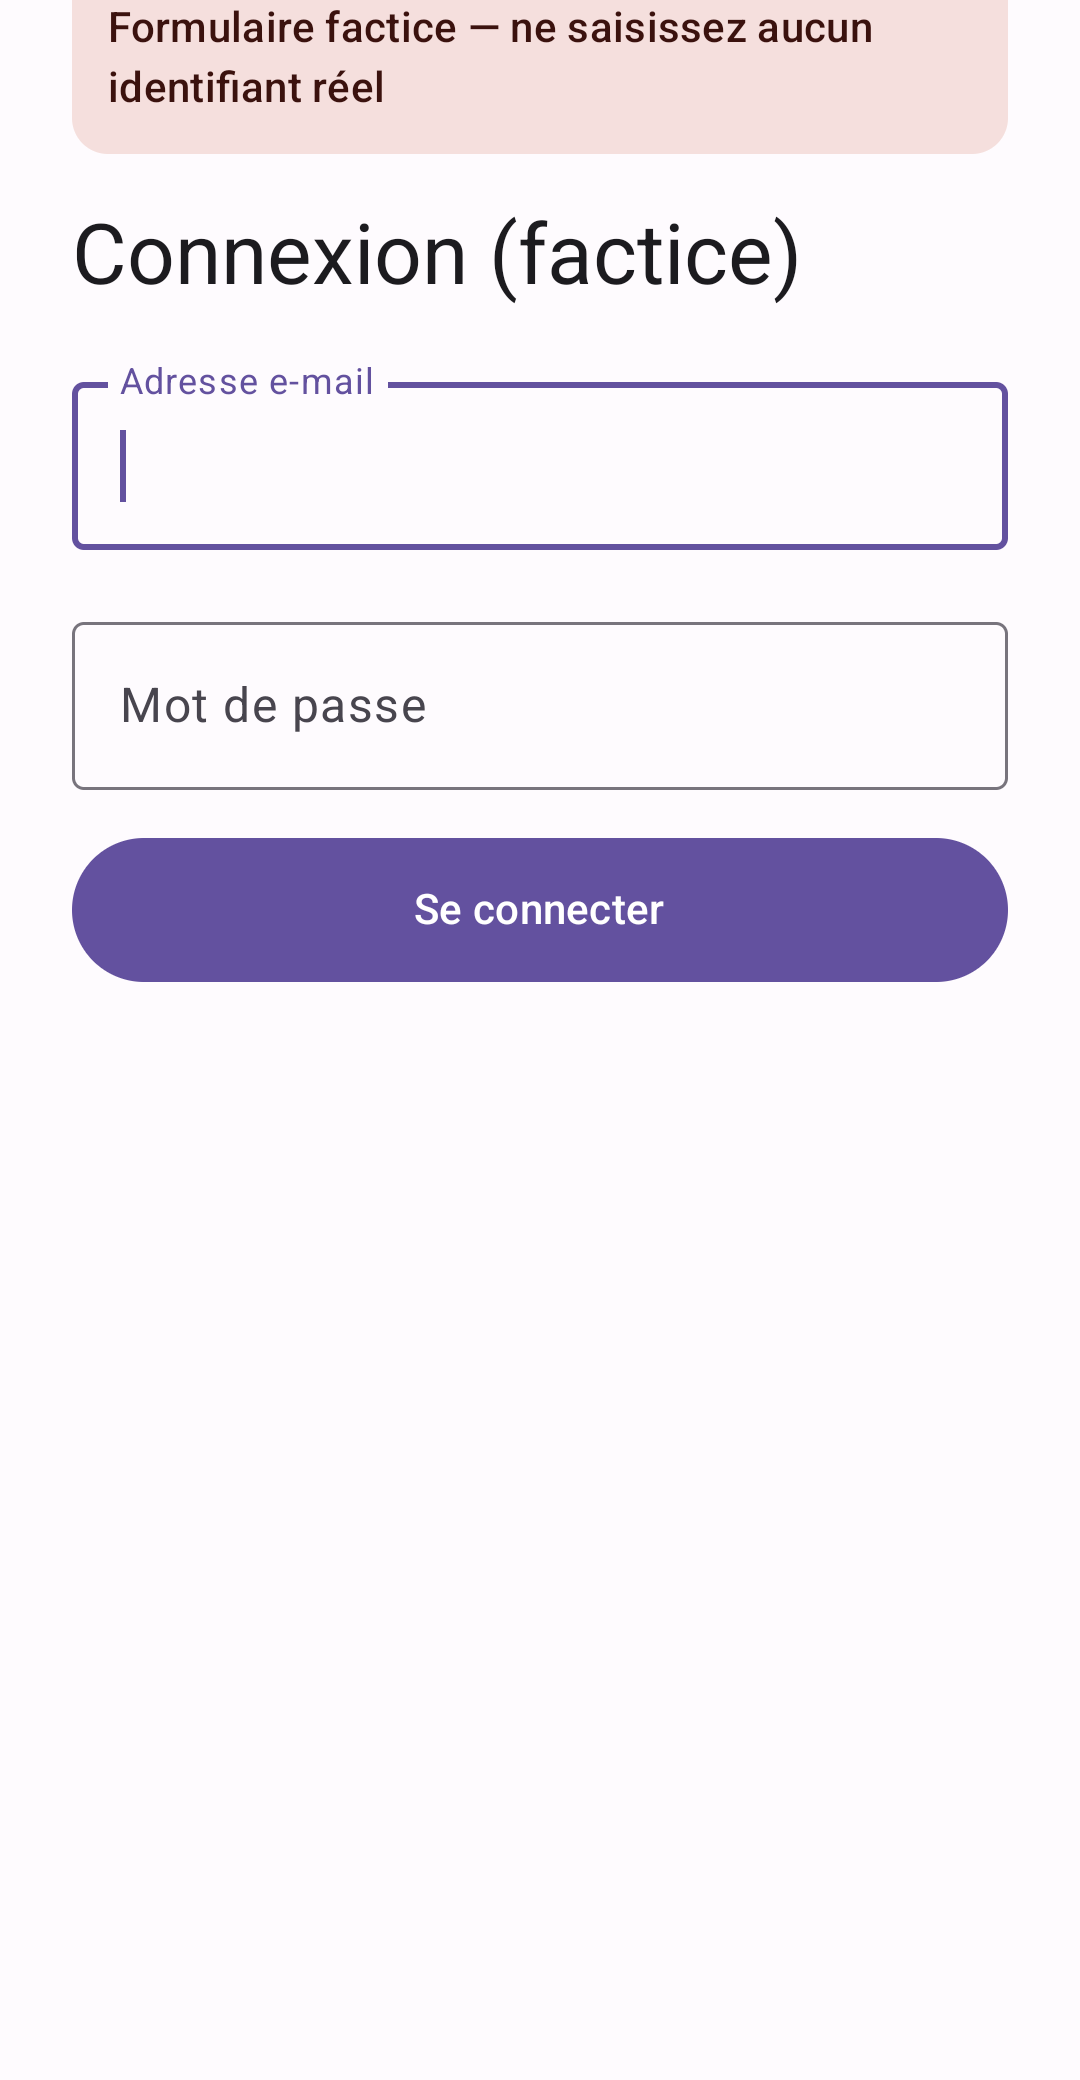 Formulaire factice — ne saisissez aucun
identifiant réel
Connexion (factice)
Adresse e-mail
Mot de passe
Se connecter